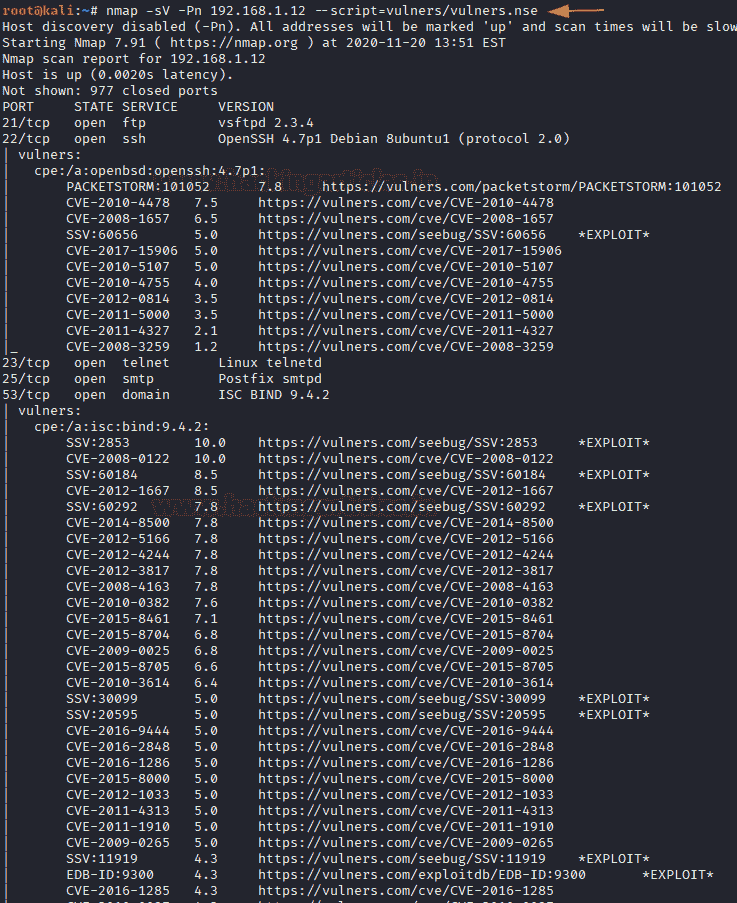 root@kali:~# nmap -sV -Pn 192.168.1.12 --script=vulners/vulners.nse
Host discovery disabled (-Pn). All addresses will be marked 'up' and scan times will be slow
Starting Nmap 7.91 ( https://nmap.org ) at 2020-11-20 13:51 EST
Nmap scan report for 192.168.1.12
Host is up (0.0020s latency).
Not shown: 977 closed ports
PORT     STATE SERVICE     VERSION
21/tcp   open  ftp         vsftpd 2.3.4
22/tcp   open  ssh         OpenSSH 4.7p1 Debian 8ubuntu1 (protocol 2.0)
| vulners:
|   cpe:/a:openbsd:openssh:4.7p1:
|       PACKETSTORM:101052      7.8     https://vulners.com/packetstorm/PACKETSTORM:101052
|       CVE-2010-4478   7.5     https://vulners.com/cve/CVE-2010-4478
|       CVE-2008-1657   6.5     https://vulners.com/cve/CVE-2008-1657
|       SSV:60656       5.0     https://vulners.com/seebug/SSV:60656    *EXPLOIT*
|       CVE-2017-15906  5.0     https://vulners.com/cve/CVE-2017-15906
|       CVE-2010-5107   5.0     https://vulners.com/cve/CVE-2010-5107
|       CVE-2010-4755   4.0     https://vulners.com/cve/CVE-2010-4755
|       CVE-2012-0814   3.5     https://vulners.com/cve/CVE-2012-0814
|       CVE-2011-5000   3.5     https://vulners.com/cve/CVE-2011-5000
|       CVE-2011-4327   2.1     https://vulners.com/cve/CVE-2011-4327
|_      CVE-2008-3259   1.2     https://vulners.com/cve/CVE-2008-3259
23/tcp   open  telnet      Linux telnetd
25/tcp   open  smtp        Postfix smtpd
53/tcp   open  domain      ISC BIND 9.4.2
| vulners:
|   cpe:/a:isc:bind:9.4.2:
|       SSV:2853        10.0    https://vulners.com/seebug/SSV:2853     *EXPLOIT*
|       CVE-2008-0122   10.0    https://vulners.com/cve/CVE-2008-0122
|       SSV:60184       8.5     https://vulners.com/seebug/SSV:60184    *EXPLOIT*
|       CVE-2012-1667   8.5     https://vulners.com/cve/CVE-2012-1667
|       SSV:60292       7.8     https://vulners.com/seebug/SSV:60292    *EXPLOIT*
|       CVE-2014-8500   7.8     https://vulners.com/cve/CVE-2014-8500
|       CVE-2012-5166   7.8     https://vulners.com/cve/CVE-2012-5166
|       CVE-2012-4244   7.8     https://vulners.com/cve/CVE-2012-4244
|       CVE-2012-3817   7.8     https://vulners.com/cve/CVE-2012-3817
|       CVE-2008-4163   7.8     https://vulners.com/cve/CVE-2008-4163
|       CVE-2010-0382   7.6     https://vulners.com/cve/CVE-2010-0382
|       CVE-2015-8461   7.1     https://vulners.com/cve/CVE-2015-8461
|       CVE-2015-8704   6.8     https://vulners.com/cve/CVE-2015-8704
|       CVE-2009-0025   6.8     https://vulners.com/cve/CVE-2009-0025
|       CVE-2015-8705   6.6     https://vulners.com/cve/CVE-2015-8705
|       CVE-2010-3614   6.4     https://vulners.com/cve/CVE-2010-3614
|       SSV:30099       5.0     https://vulners.com/seebug/SSV:30099    *EXPLOIT*
|       SSV:20595       5.0     https://vulners.com/seebug/SSV:20595    *EXPLOIT*
|       CVE-2016-9444   5.0     https://vulners.com/cve/CVE-2016-9444
|       CVE-2016-2848   5.0     https://vulners.com/cve/CVE-2016-2848
|       CVE-2016-1286   5.0     https://vulners.com/cve/CVE-2016-1286
|       CVE-2015-8000   5.0     https://vulners.com/cve/CVE-2015-8000
|       CVE-2012-1033   5.0     https://vulners.com/cve/CVE-2012-1033
|       CVE-2011-4313   5.0     https://vulners.com/cve/CVE-2011-4313
|       CVE-2011-1910   5.0     https://vulners.com/cve/CVE-2011-1910
|       CVE-2009-0265   5.0     https://vulners.com/cve/CVE-2009-0265
|       SSV:11919       4.3     https://vulners.com/seebug/SSV:11919    *EXPLOIT*
|       EDB-ID:9300     4.3     https://vulners.com/exploitdb/EDB-ID:9300       *EXPLOIT*
|       CVE-2016-1285   4.3     https://vulners.com/cve/CVE-2016-1285